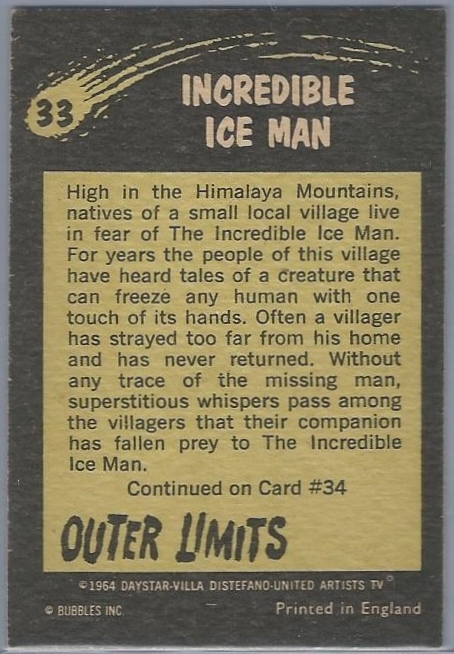 33
INCREDIBLE
ICE MAN
High in the Himalaya Mountains,
natives of a small local village live
in fear of The Incredible Ice Man.
For years the people of this village
have heard tales of a creature that
can freeze any human with one
touch of its hands. Often a villager
has strayed too far from his home
and has never returned. Without
any trace of the missing man,
superstitious whispers pass among
the villagers that their companion
has fallen prey to The Incredible
Ice Man.
Continued on Card #34
OUTER LIMITS
©1964 DAYSTAR-VILLA DISTEFANO-UNITED ARTISTS TV
© BUBBLES INC.
Printed in England